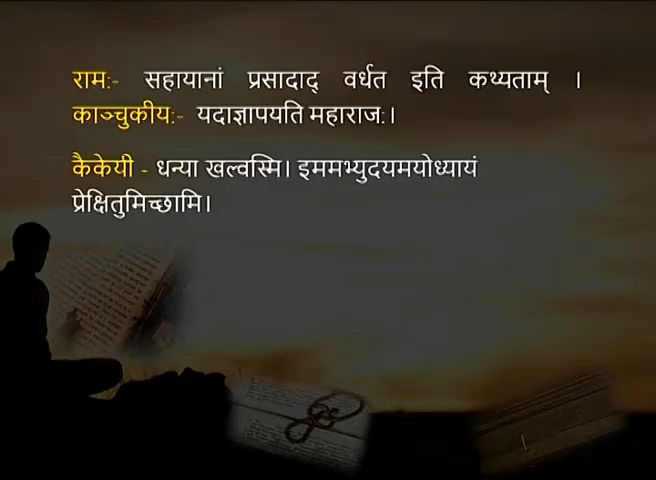 रामः- सहायानां प्रसादाद् वर्धत इति कथ्यताम् ।
काञ्चुकीयः- यदाज्ञापयति महाराजः।
कैकेयी - धन्या खल्वस्मि। इममभ्युदयमयोध्यायं
प्रेक्षितुमिच्छामि।